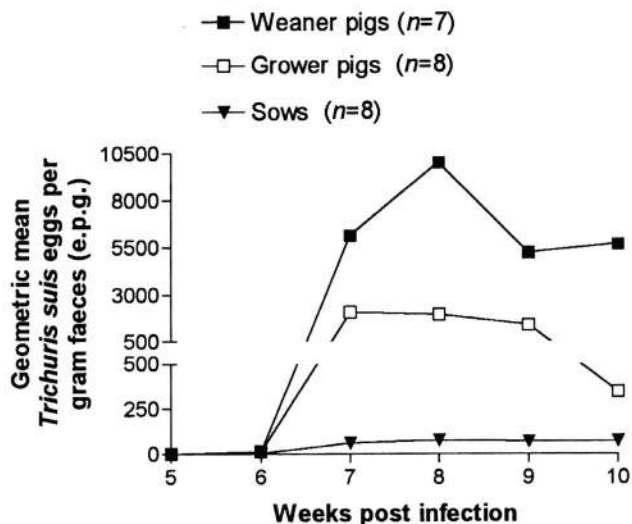 Weaner pigs (n=7)
Grower pigs (n=8)
Sows (n=8)
Geometric mean
Trichuris suis eggs per
gram faeces (e.p.g.)
10500
8000
5500
3000
500
500
250
0
5
6
7
8
9
10
Weeks post infection